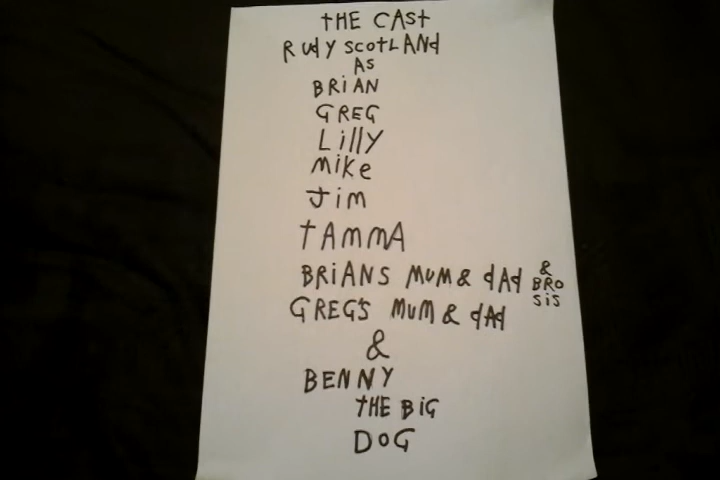 THE CAST
RUdY SCOtLANd
AS
BRiAN
GREG
LillY
MiKe
Jim
tAMMA
BRiANS MuM & dAd & BRO SiS
GREG'S MuM & dAd
&
BENNY
tHE BiG
DOG